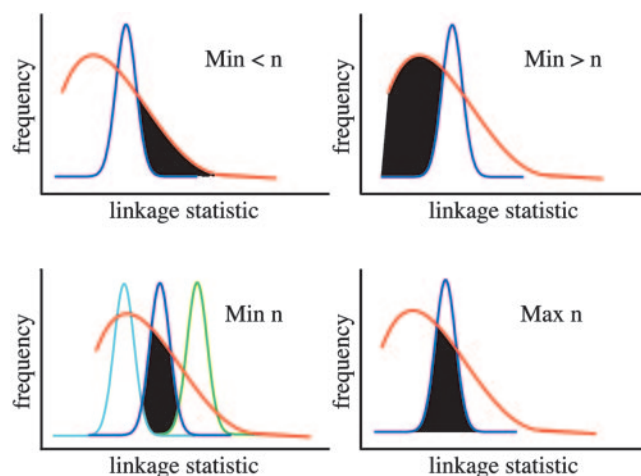 Min < n
frequency
linkage statistic
Min > n
frequency
linkage statistic
Min n
frequency
linkage statistic
Max n
frequency
linkage statistic